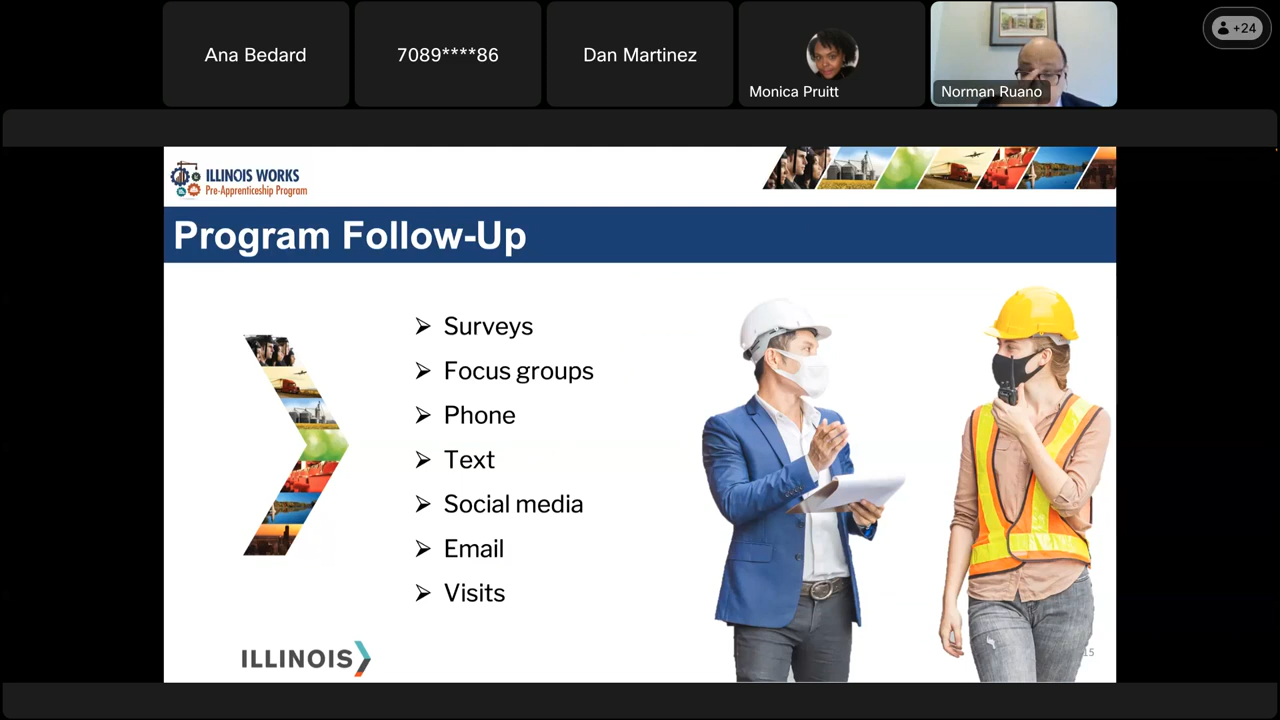 Ana Bedard
7089****86
Dan Martinez
Monica Pruitt
Norman Ruano
+24
ILLINOIS WORKS
Pre-Apprenticeship Program
Program Follow-Up
Surveys
Focus groups
Phone
Text
Social media
Email
Visits
ILLINOIS
15